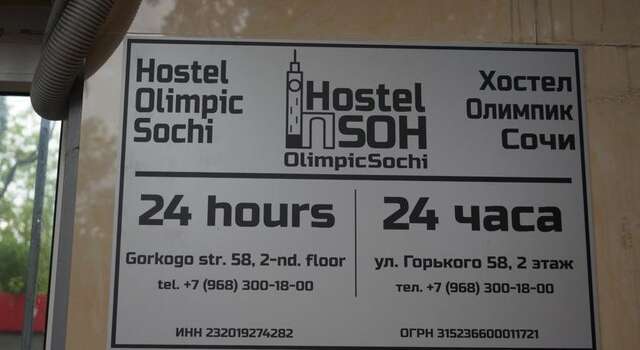 Hostel
Olimpic
Sochi
Hostel
SOH
OlimpicSochi
Хостел
Олимпик
Сочи
24 hours
Gorkogo str. 58, 2-nd. floor
tel. +7 (968) 300-18-00
24 часа
ул. Горького 58, 2 этаж
тел. +7 (968) 300-18-00
ИНН 232019274282
ОГРН 315236600011721